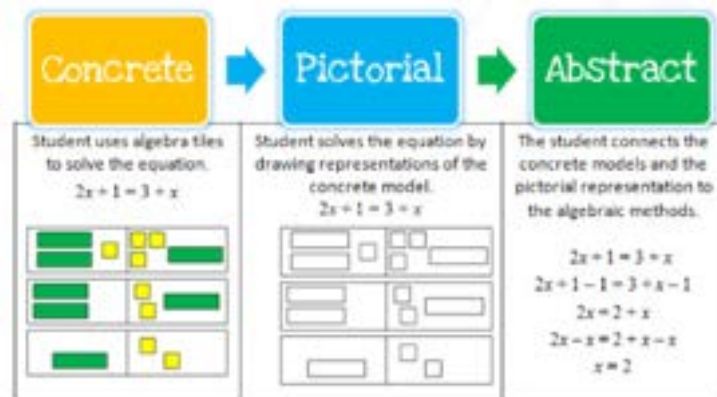 Concrete
Pictorial
Abstract
Student uses algebra tiles
to solve the equation.
2x + 1 = 3 + x
Student solves the equation by
drawing representations of the
concrete model.
2x + 1 = 3 + x
The student connects the
concrete models and the
pictorial representation to
the algebraic methods.
2x + 1 = 3 + x
2x + 1 − 1 = 3 + x − 1
2x = 2 + x
2x − x = 2 + x − x
x = 2